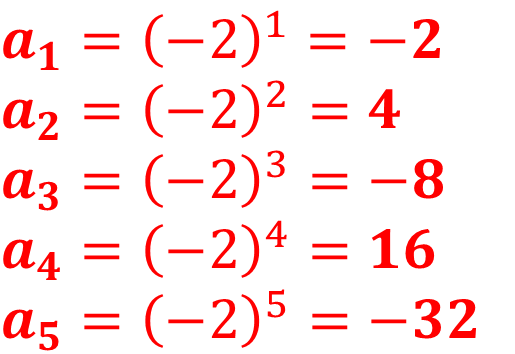 a₁ = (−2)¹ = −2
a₂ = (−2)² = 4
a₃ = (−2)³ = −8
a₄ = (−2)⁴ = 16
a₅ = (−2)⁵ = −32